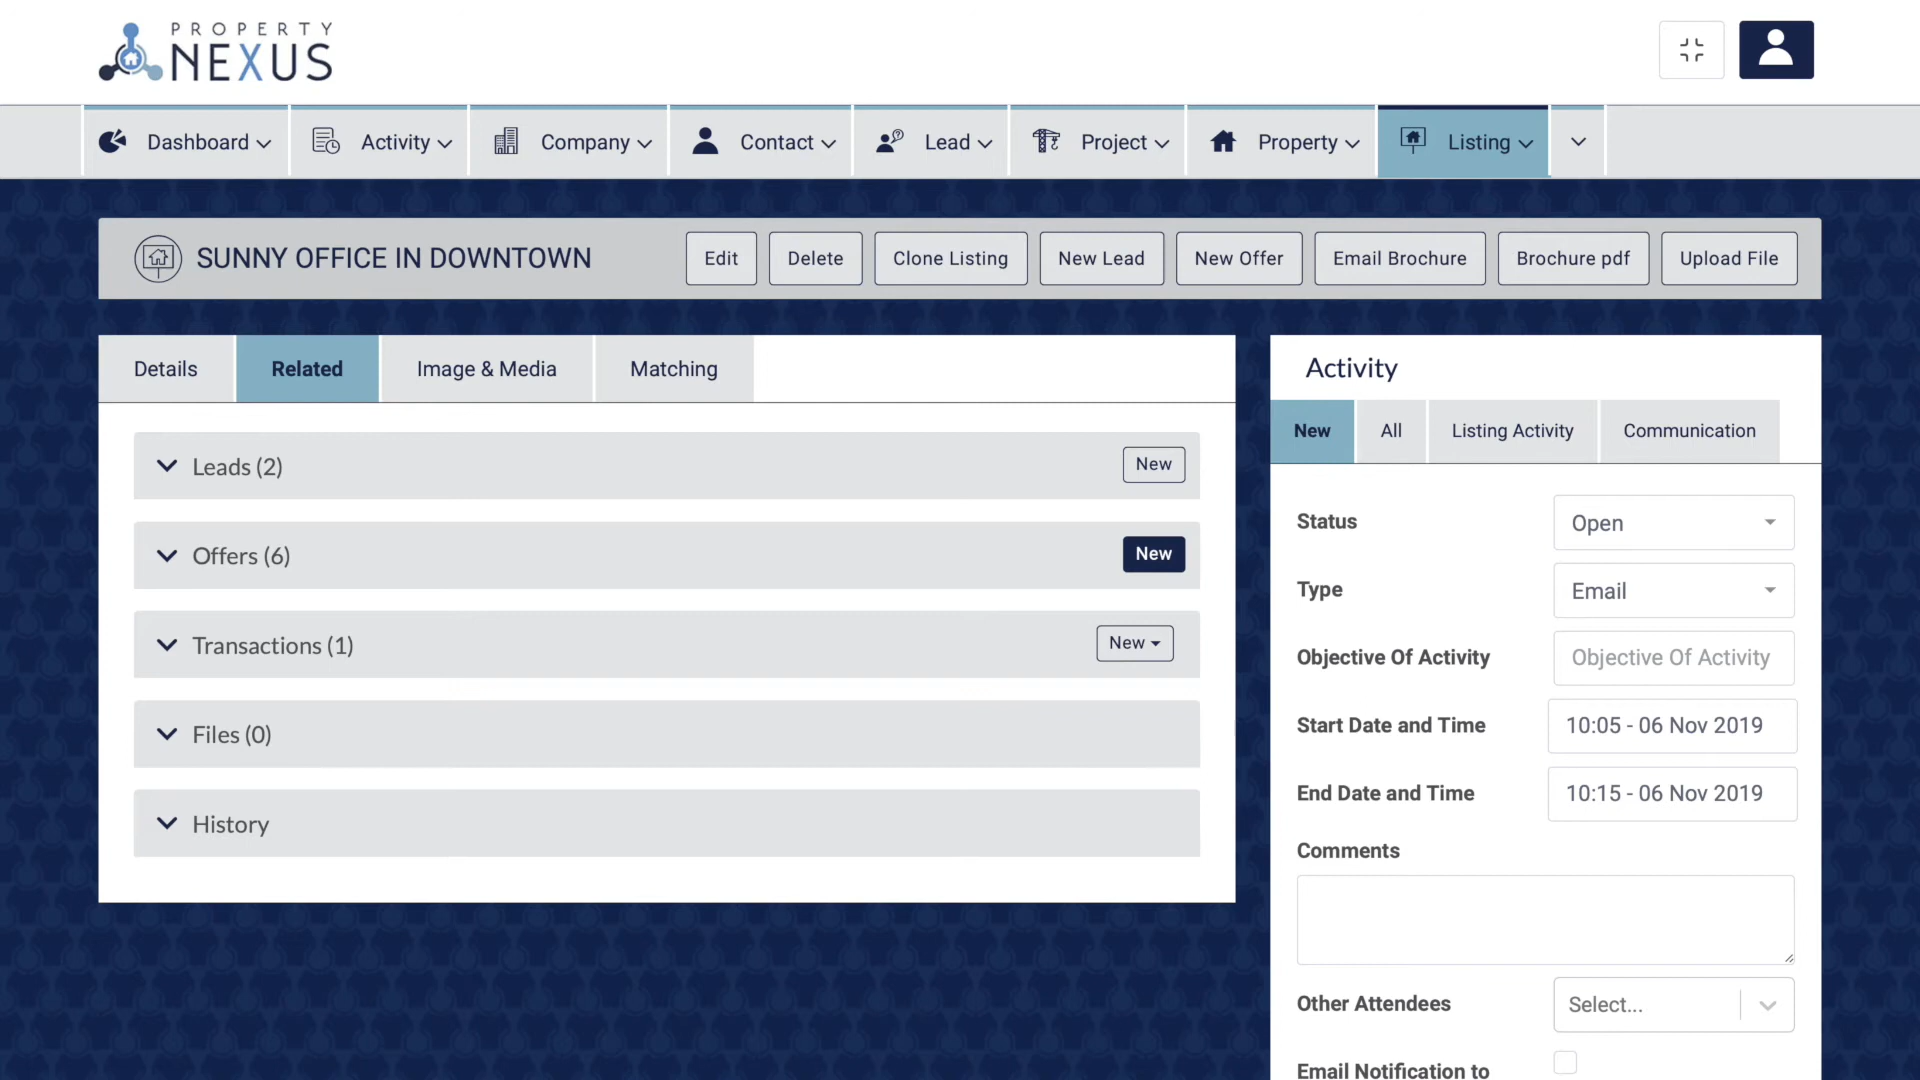 PROPERTY
NEXUS
Dashboard
Activity
Company
Contact
Lead
Project
Property
Listing
SUNNY OFFICE IN DOWNTOWN
Edit
Delete
Clone Listing
New Lead
New Offer
Email Brochure
Brochure pdf
Upload File
Details
Related
Image & Media
Matching
Leads (2)
New
Offers (6)
New
Transactions (1)
New
Files (0)
History
Activity
New
All
Listing Activity
Communication
Status
Open
Type
Email
Objective Of Activity
Objective Of Activity
Start Date and Time
10:05 - 06 Nov 2019
End Date and Time
10:15 - 06 Nov 2019
Comments
Other Attendees
Select...
Email Notification to